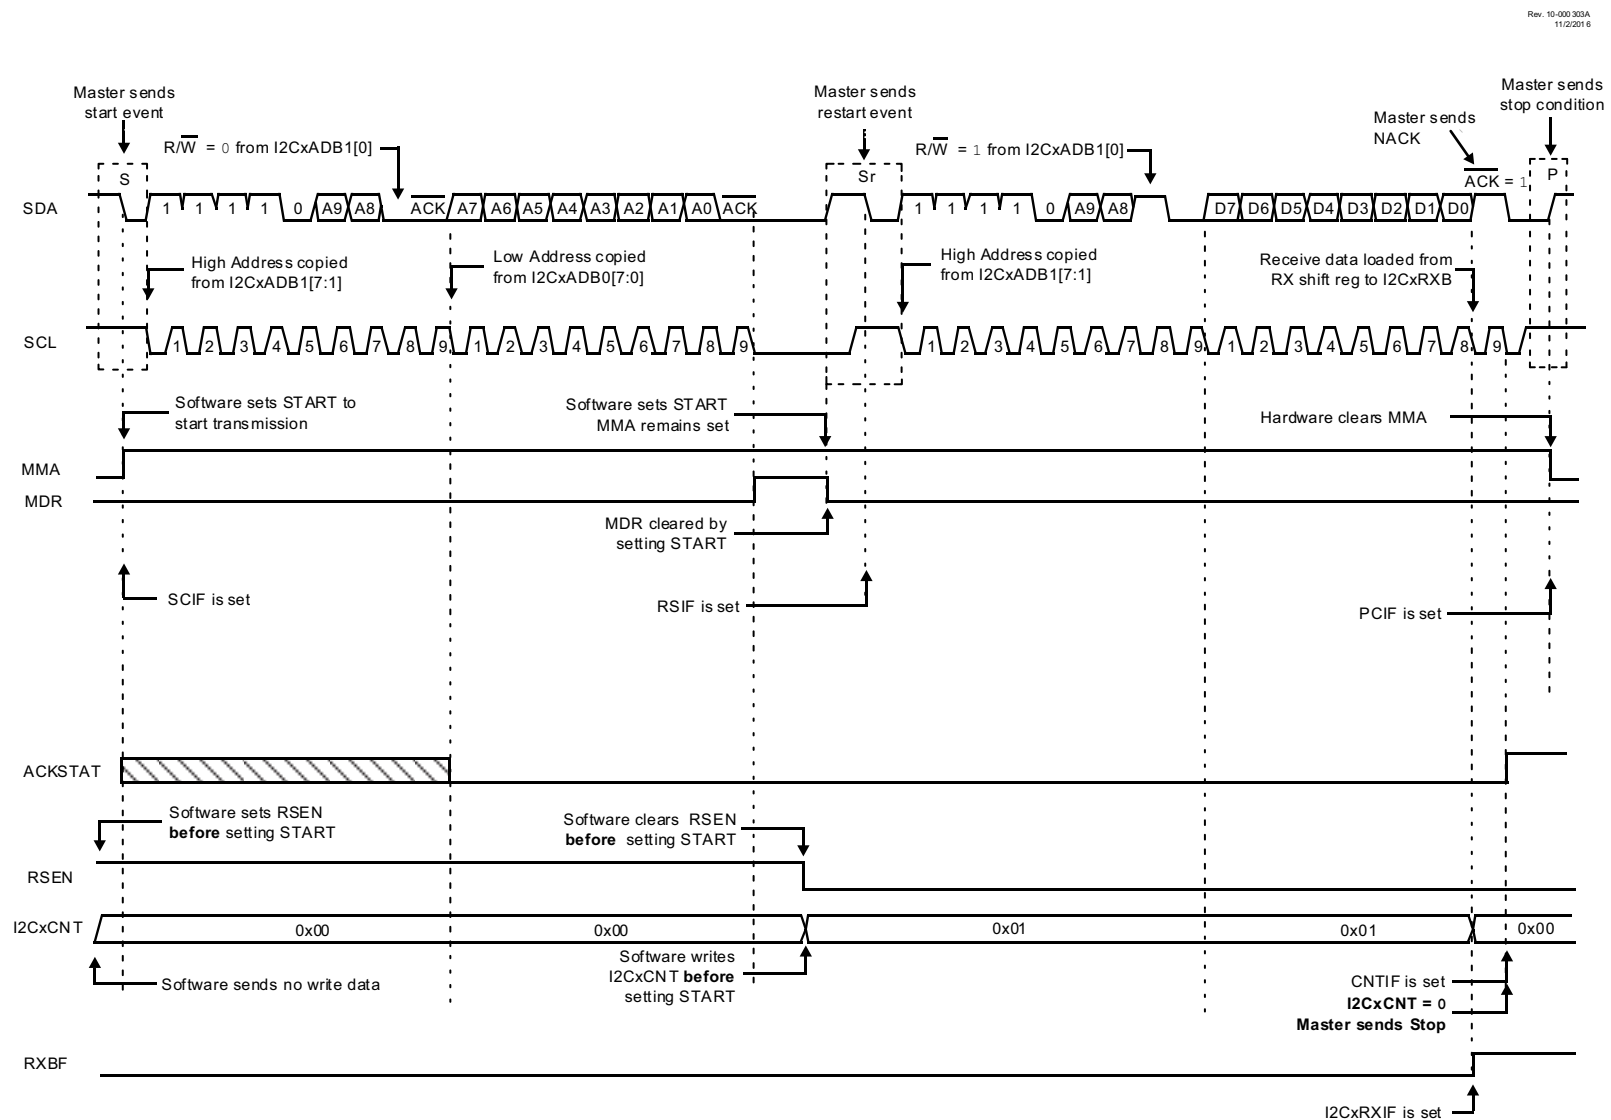 Rev. 10-000303A
11/2/2016
Master sends
start event
Master sends
restart event
Master sends
stop condition
Master sends
NACK
R/W = 0 from I2CxADB1[0]
R/W = 1 from I2CxADB1[0]
ACK = 1
S
Sr
P
SDA
1 1 1 1 0 A9 A8 ACK A7 A6 A5 A4 A3 A2 A1 A0 ACK 1 1 1 1 0 A9 A8 D7 D6 D5 D4 D3 D2 D1 D0
High Address copied
from I2CxADB1[7:1]
Low Address copied
from I2CxADB0[7:0]
High Address copied
from I2CxADB1[7:1]
Receive data loaded from
RX shift reg to I2CxRXB
SCL
1 2 3 4 5 6 7 8 9 1 2 3 4 5 6 7 8 9 1 2 3 4 5 6 7 8 9 1 2 3 4 5 6 7 8 9
Software sets START to
start transmission
Software sets START
MMA remains set
Hardware clears MMA
MMA
MDR
MDR cleared by
setting START
SCIF is set
RSIF is set
PCIF is set
ACKSTAT
Software sets RSEN
before setting START
Software clears RSEN
before setting START
RSEN
I2CxCNT
0x00 0x00 0x01 0x01 0x00
Software sends no write data
Software writes
I2CxCNT before
setting START
CNTIF is set
I2CxCNT = 0
Master sends Stop
RXBF
I2CxRXIF is set